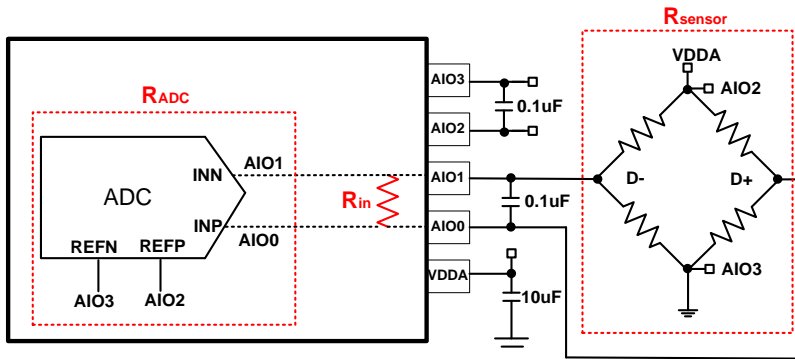 Rsensor
VDDA
AIO2
AIO3
0.1uF
AIO2
RADC
AIO1
AIO1
INN
ADC
Rin
D-
D+
0.1uF
INP
AIO0
AIO0
REFN
REFP
VDDA
AIO3
AIO3
AIO2
10uF